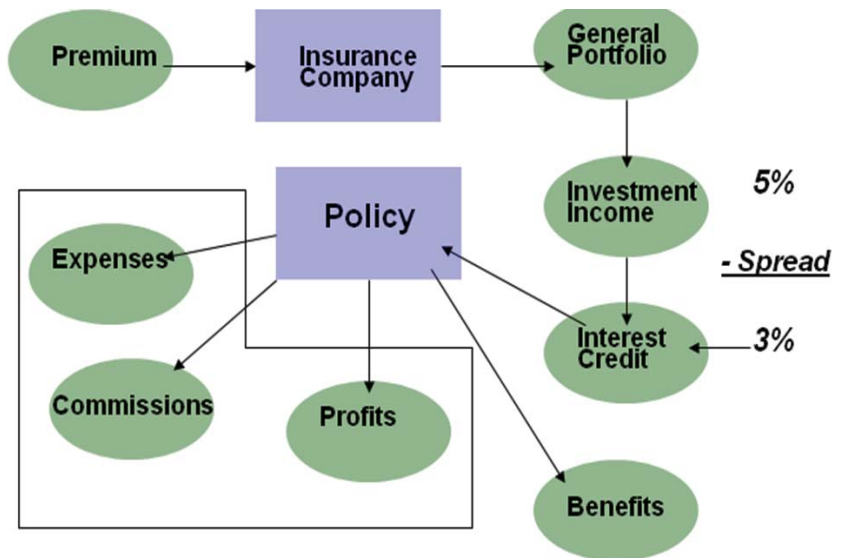 Premium
Insurance
Company
General
Portfolio
Investment
Income
5%
Policy
Expenses
- Spread
Interest
Credit
3%
Commissions
Profits
Benefits